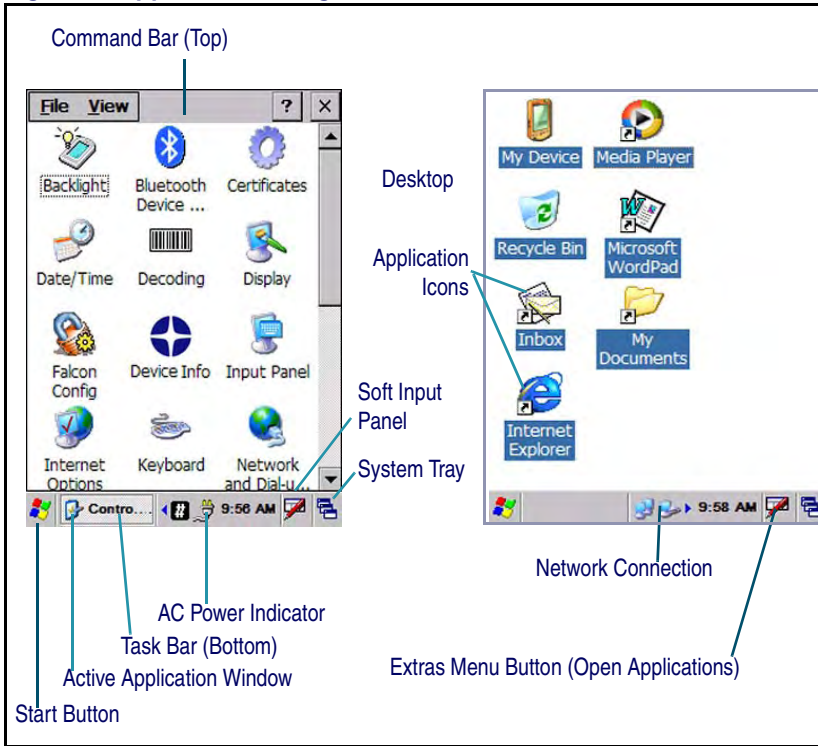 Command Bar (Top)
File View ? ×
Backlight
Bluetooth
Device ...
Certificates
Date/Time
Decoding
Display
Falcon
Config
Device Info
Input Panel
Internet
Options
Keyboard
Network
and Dial-u...
Contro...
#
9:56 AM
Desktop
Application
Icons
Soft Input
Panel
System Tray
My Device
Media Player
Recycle Bin
Microsoft
WordPad
Inbox
My
Documents
Internet
Explorer
9:58 AM
Network Connection
AC Power Indicator
Task Bar (Bottom)
Active Application Window
Extras Menu Button (Open Applications)
Start Button